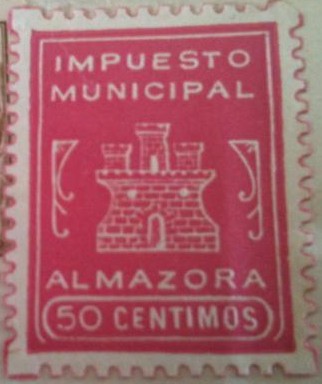 IMPUESTO
MUNICIPAL
ALMAZORA
50 CENTIMOS